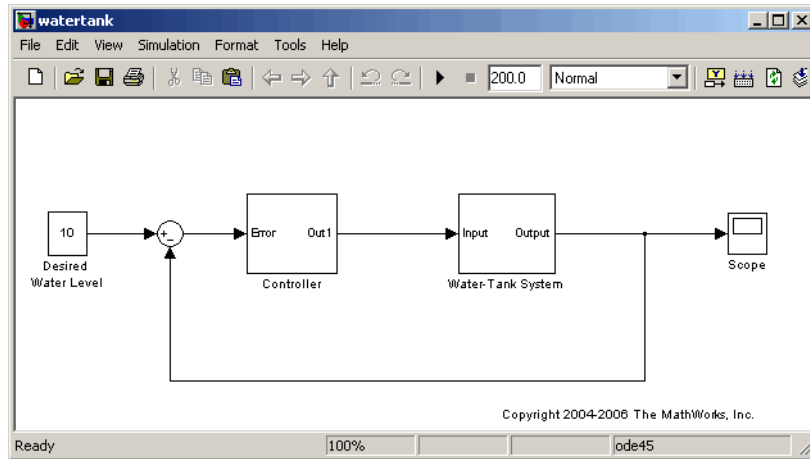 watertank
File Edit View Simulation Format Tools Help
200.0 Normal
10
+-
Error Out1
Input Output
Desired
Water Level
Controller
Water-Tank System
Scope
Copyright 2004-2006 The MathWorks, Inc.
Ready 100% ode45